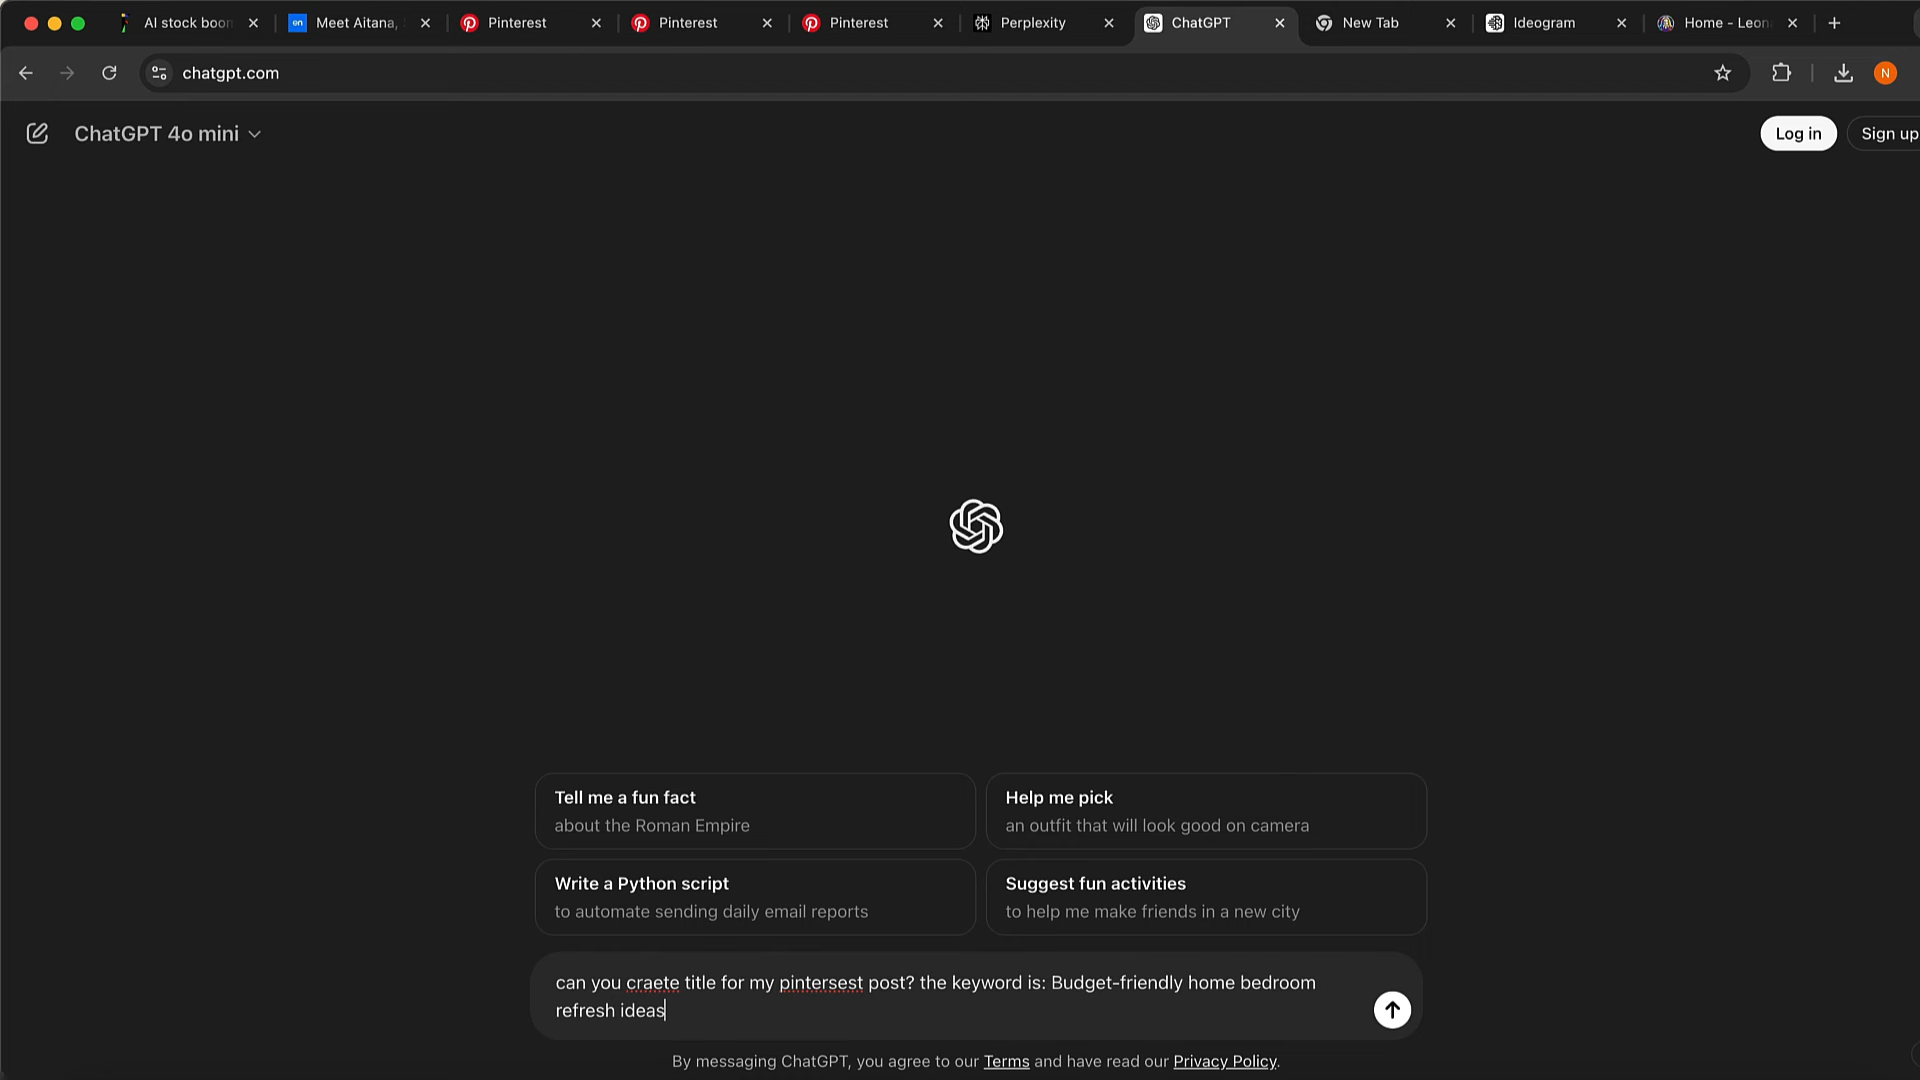 AI stock boon
Meet Aitana,
Pinterest
Pinterest
Pinterest
Perplexity
ChatGPT
New Tab
Ideogram
Home - Leon
chatgpt.com
N
ChatGPT 4o mini
Log in
Sign up
Tell me a fun fact
about the Roman Empire
Help me pick
an outfit that will look good on camera
Write a Python script
to automate sending daily email reports
Suggest fun activities
to help me make friends in a new city
can you craete title for my pintersest post? the keyword is: Budget-friendly home bedroom
refresh ideas
By messaging ChatGPT, you agree to our Terms and have read our Privacy Policy.